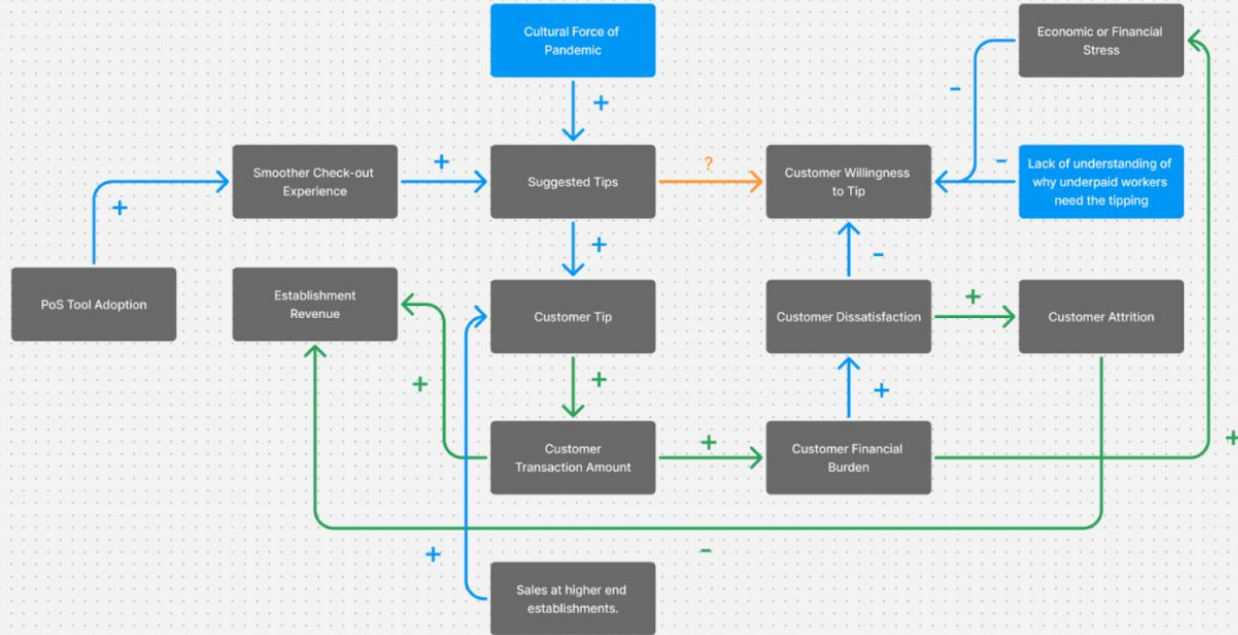 Cultural Force of
Pandemic
Economic or Financial
Stress
+
-
Smoother Check-out
Experience
+
Suggested Tips
?
Customer Willingness
to Tip
-
Lack of understanding of
why underpaid workers
need the tipping
+
+
-
PoS Tool Adoption
Establishment
Revenue
Customer Tip
Customer Dissatisfaction
+
Customer Attrition
+
+
+
Customer
Transaction Amount
+
Customer Financial
Burden
+
+
-
Sales at higher end
establishments.